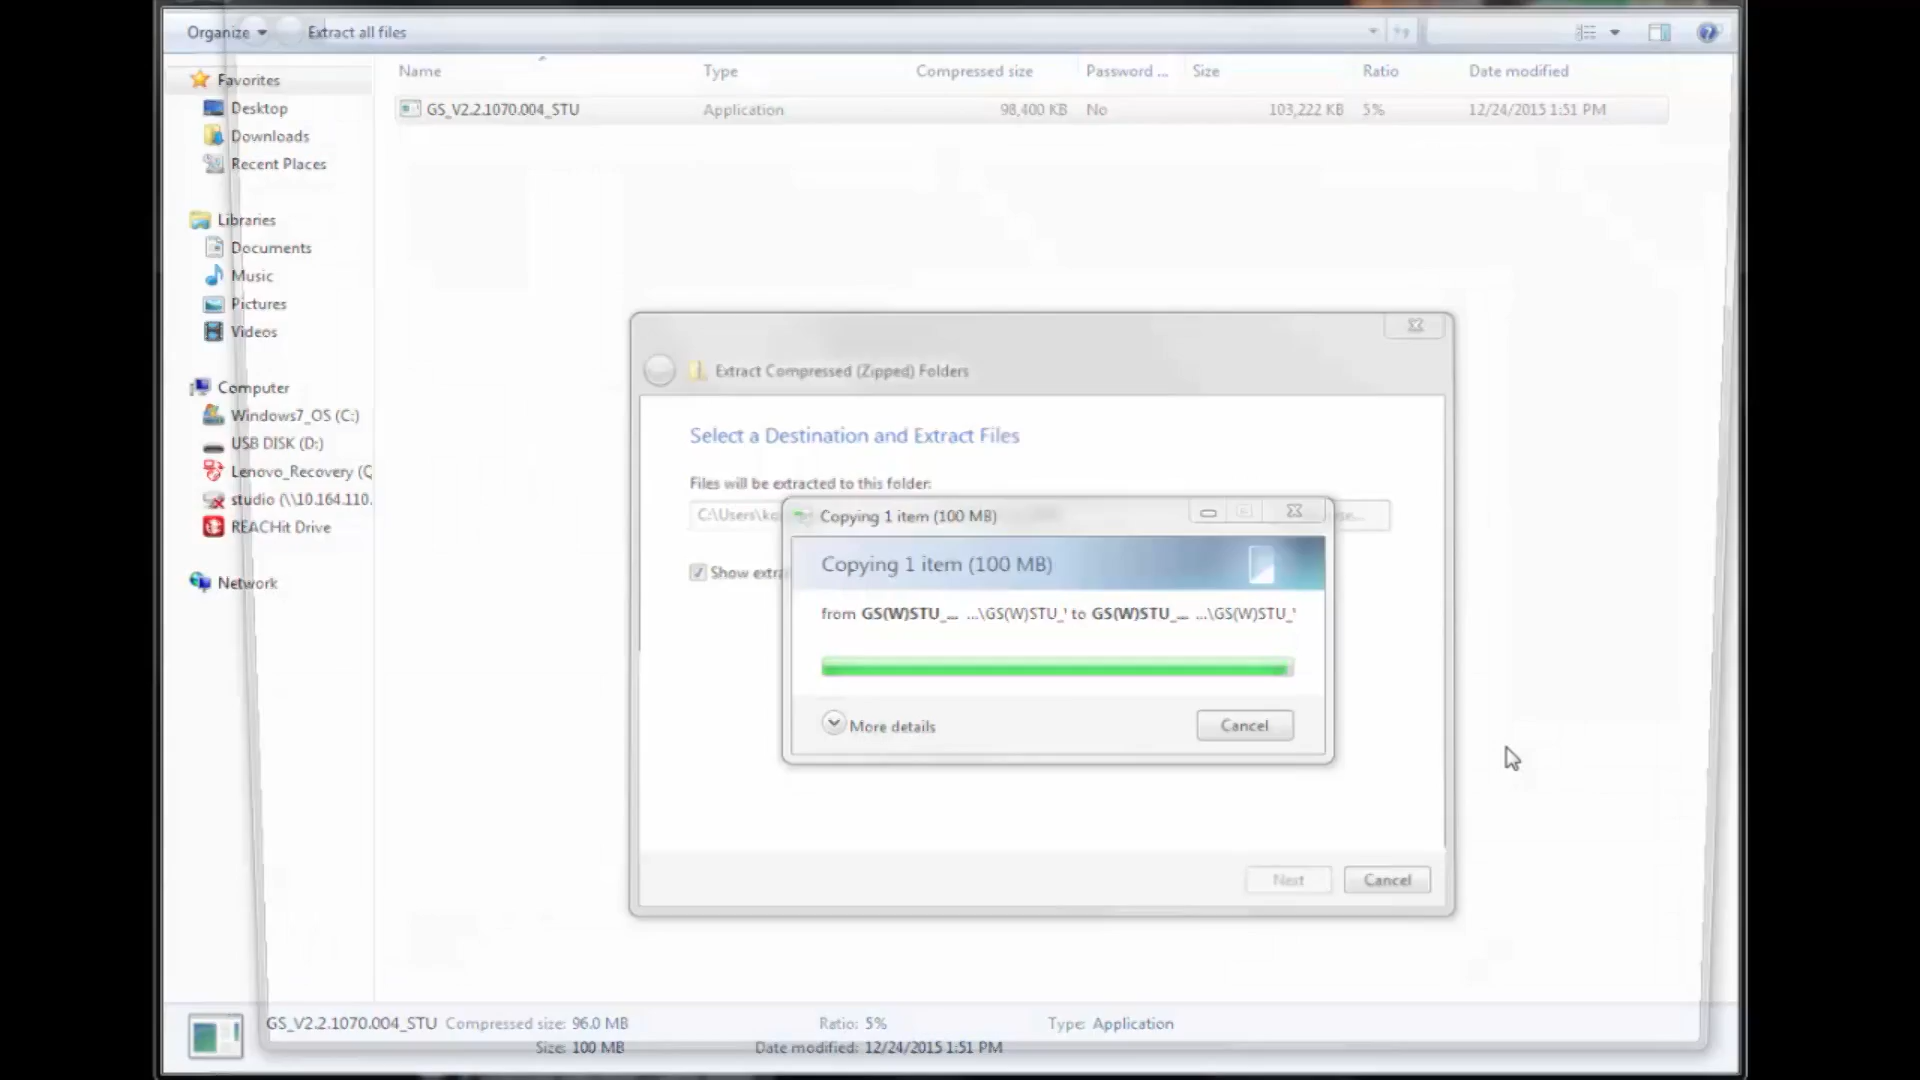 Organize Extract all files
Name Type Compressed size Password ... Size Ratio Date modified
GS_V2.2.1070.004_STU Application 98,400 KB No 103,222 KB 5% 12/24/2015 1:51 PM
Favorites
Desktop
Downloads
Recent Places
Libraries
Documents
Music
Pictures
Videos
Computer
Windows7_OS (C:)
USB DISK (D:)
Lenovo_Recovery (Q
studio (\\10.164.110.
REACHit Drive
Network
Extract Compressed (Zipped) Folders
Select a Destination and Extract Files
Files will be extracted to this folder:
C:\Users\ko
Show extra
Copying 1 item (100 MB)
Copying 1 item (100 MB)
from GS(W)STU_... ...\GS(W)STU_' to GS(W)STU_... ...\GS(W)STU_'
More details Cancel
Next Cancel
GS_V2.2.1070.004_STU Compressed size: 96.0 MB Ratio: 5% Type: Application
Size: 100 MB Date modified: 12/24/2015 1:51 PM